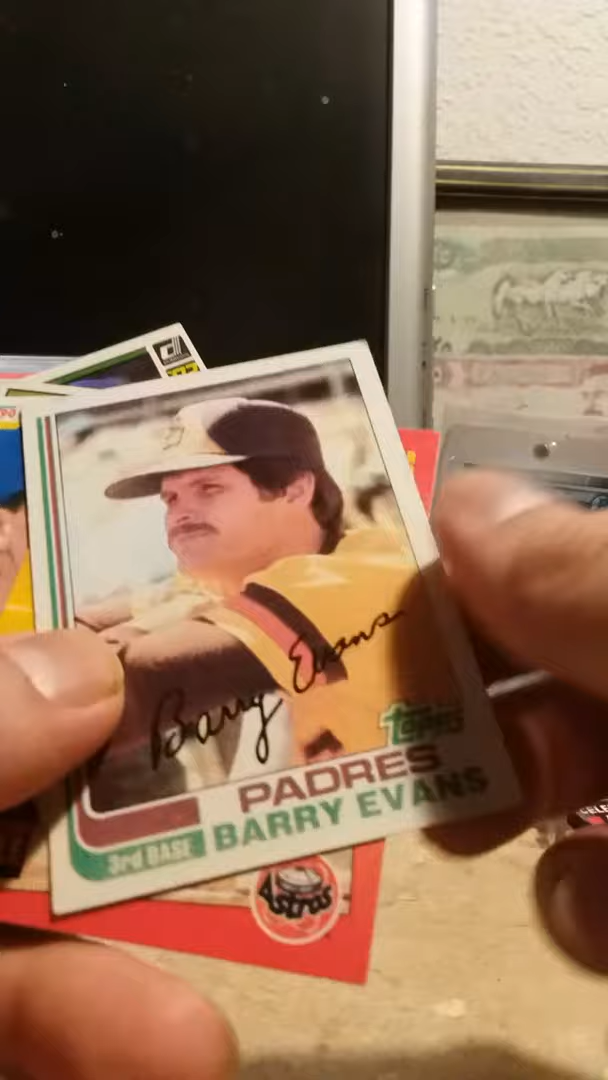 Barry Evans
Topps
PADRES
BARRY EVANS
3rd BASE
Astros